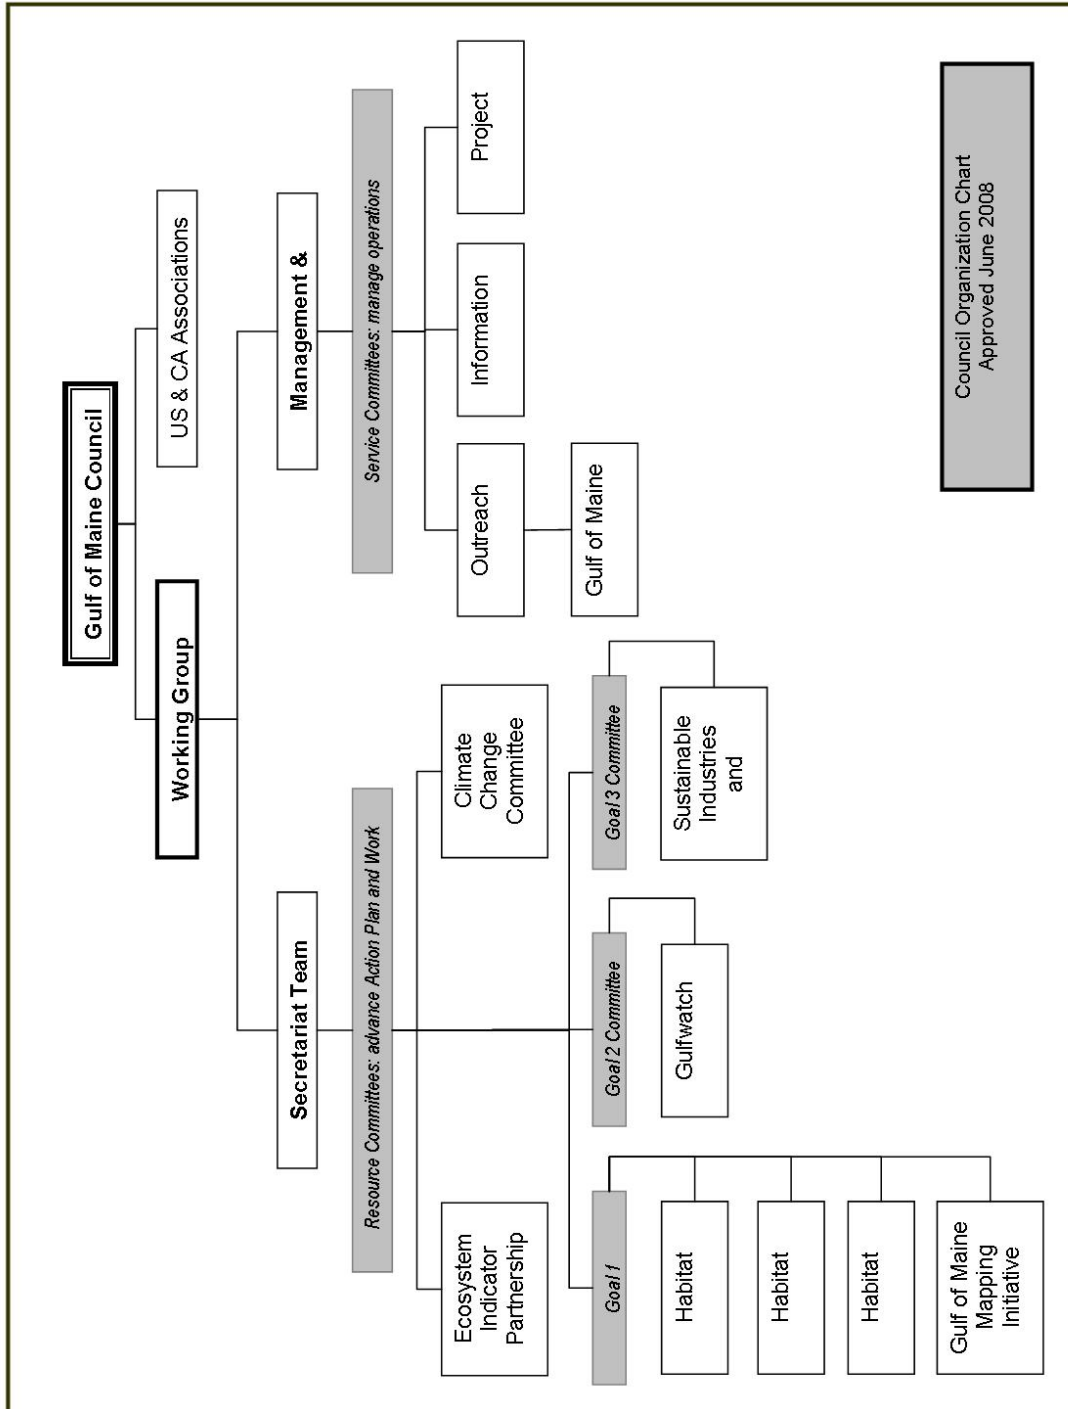 Gulf of Maine Council
Working Group
US & CA Associations
Secretariat Team
Management &
Resource Committees: advance Action Plan and Work
Service Committees: manage operations
Ecosystem
Indicator
Partnership
Climate
Change
Committee
Outreach
Information
Project
Gulf of Maine
Goal 1
Goal 2 Committee
Goal 3 Committee
Habitat
Habitat
Habitat
Gulf of Maine
Mapping
Initiative
Gulfwatch
Sustainable
Industries
and
Council Organization Chart
Approved June 2008